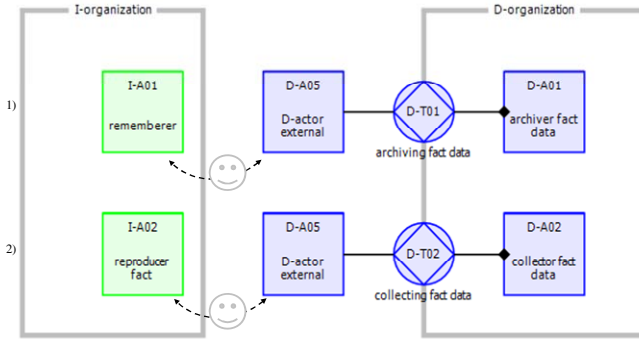 I-organization
D-organization
1)
I-A01
rememberer
D-A05
D-actor
external
D-T01
archiving fact data
D-A01
archiver fact
data
2)
I-A02
reproducer
fact
D-A05
D-actor
external
D-T02
collecting fact data
D-A02
collector fact
data